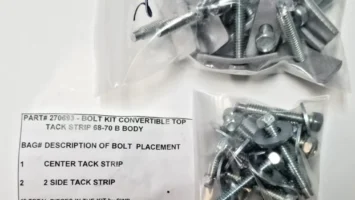 PART# 270693 - BOLT KIT CONVERTIBLE TOP
TACK STRIP 68-70 B BODY
BAG# DESCRIPTION OF BOLT PLACEMENT
1 CENTER TACK STRIP
2 2 SIDE TACK STRIP